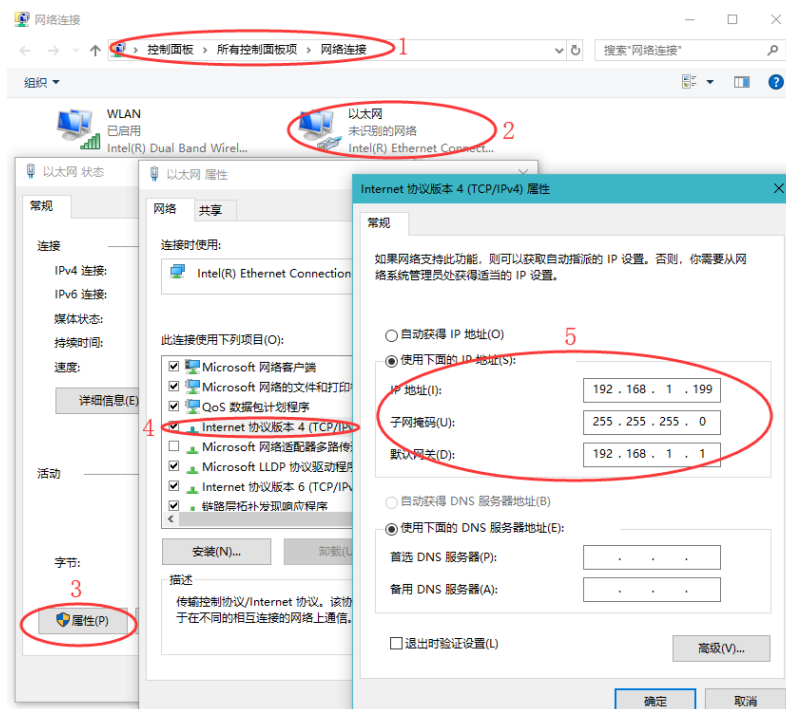 网络连接
控制面板 › 所有控制面板项 › 网络连接
1
搜索"网络连接"
组织
WLAN
已启用
Intel(R) Dual Band Wirel...
以太网
未识别的网络
Intel(R) Ethernet Connect...
2
以太网 状态
常规
连接
IPv4 连接:
IPv6 连接:
媒体状态:
持续时间:
速度:
详细信息(E)
活动
字节:
3
属性(P)
以太网 属性
网络
共享
连接时使用:
Intel(R) Ethernet Connection
此连接使用下列项目(O):
Microsoft 网络客户端
Microsoft 网络的文件和打印
QoS 数据包计划程序
4
Internet 协议版本 4 (TCP/IPv
Microsoft 网络适配器多路传
Microsoft LLDP 协议驱动程序
Internet 协议版本 6 (TCP/IPv
链路层拓扑发现响应程序
安装(N)...
卸载(U
描述
传输控制协议/Internet 协议。该协
于在不同的相互连接的网络上通信。
Internet 协议版本 4 (TCP/IPv4) 属性
常规
如果网络支持此功能，则可以获取自动指派的 IP 设置。否则，你需要从网
络系统管理员处获得适当的 IP 设置。
自动获得 IP 地址(O)
5
使用下面的 IP 地址(S):
IP 地址(I):
192 . 168 . 1 . 199
子网掩码(U):
255 . 255 . 255 . 0
默认网关(D):
192 . 168 . 1 . 1
自动获得 DNS 服务器地址(B)
使用下面的 DNS 服务器地址(E):
首选 DNS 服务器(P):
. . .
备用 DNS 服务器(A):
. . .
退出时验证设置(L)
高级(V)...
确定
取消